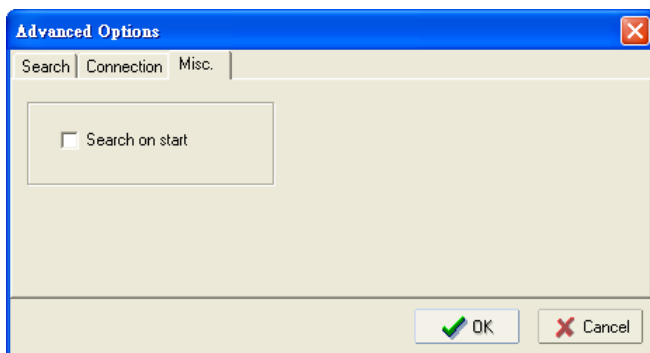 Advanced Options
Search Connection Misc.
Search on start
OK Cancel